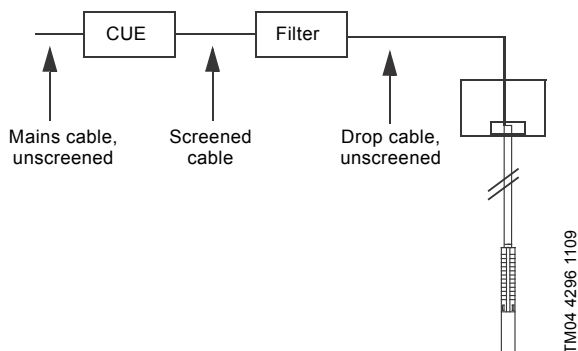 CUE
Filter
Mains cable,
unscreened
Screened
cable
Drop cable,
unscreened
TM04 4296 1109